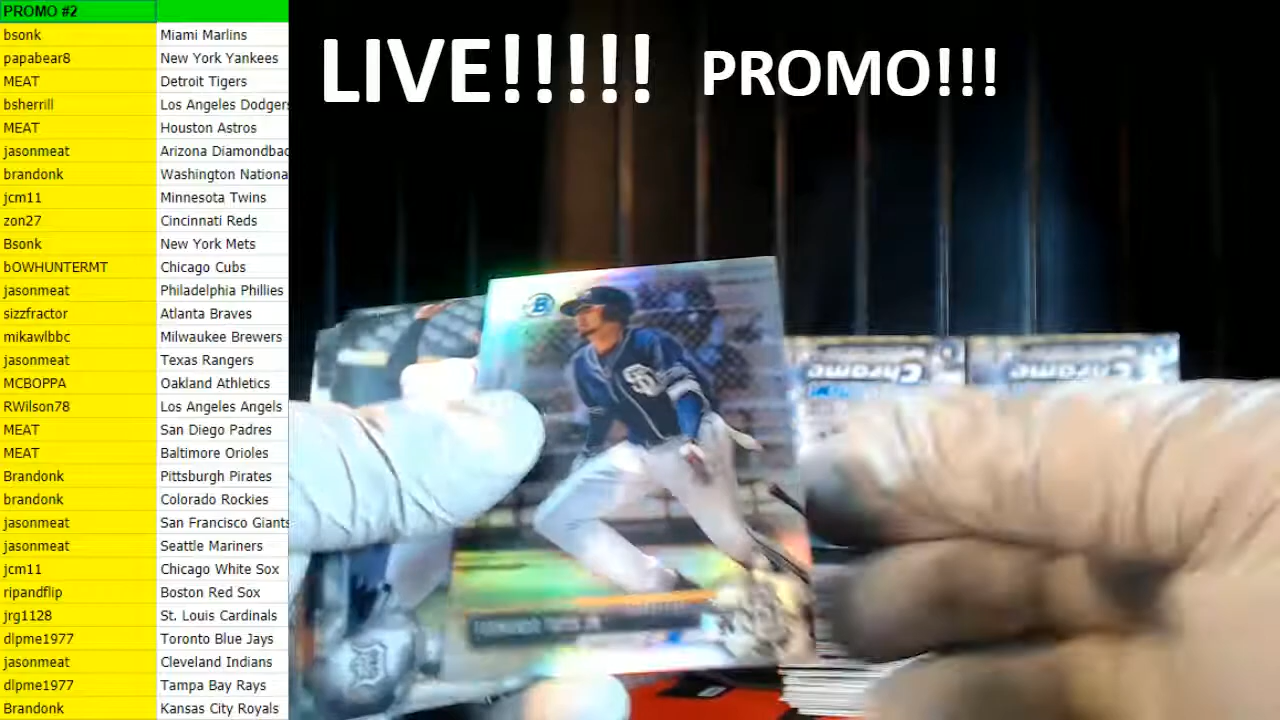 PROMO #2
bsonk Miami Marlins
papabear8 New York Yankees
MEAT Detroit Tigers
bsherrill Los Angeles Dodgers
MEAT Houston Astros
jasonmeat Arizona Diamondbac
brandonk Washington Nationa
jcm11 Minnesota Twins
zon27 Cincinnati Reds
Bsonk New York Mets
bOWHUNTERMT Chicago Cubs
jasonmeat Philadelphia Phillies
sizzfractor Atlanta Braves
mikawlbbc Milwaukee Brewers
jasonmeat Texas Rangers
MCBOPPA Oakland Athletics
RWilson78 Los Angeles Angels
MEAT San Diego Padres
MEAT Baltimore Orioles
Brandonk Pittsburgh Pirates
brandonk Colorado Rockies
jasonmeat San Francisco Giants
jasonmeat Seattle Mariners
jcm11 Chicago White Sox
ripandflip Boston Red Sox
jrg1128 St. Louis Cardinals
dlpme1977 Toronto Blue Jays
jasonmeat Cleveland Indians
dlpme1977 Tampa Bay Rays
Brandonk Kansas City Royals
LIVE!!!!! PROMO!!!
B
SD
Chrome Chrome
D